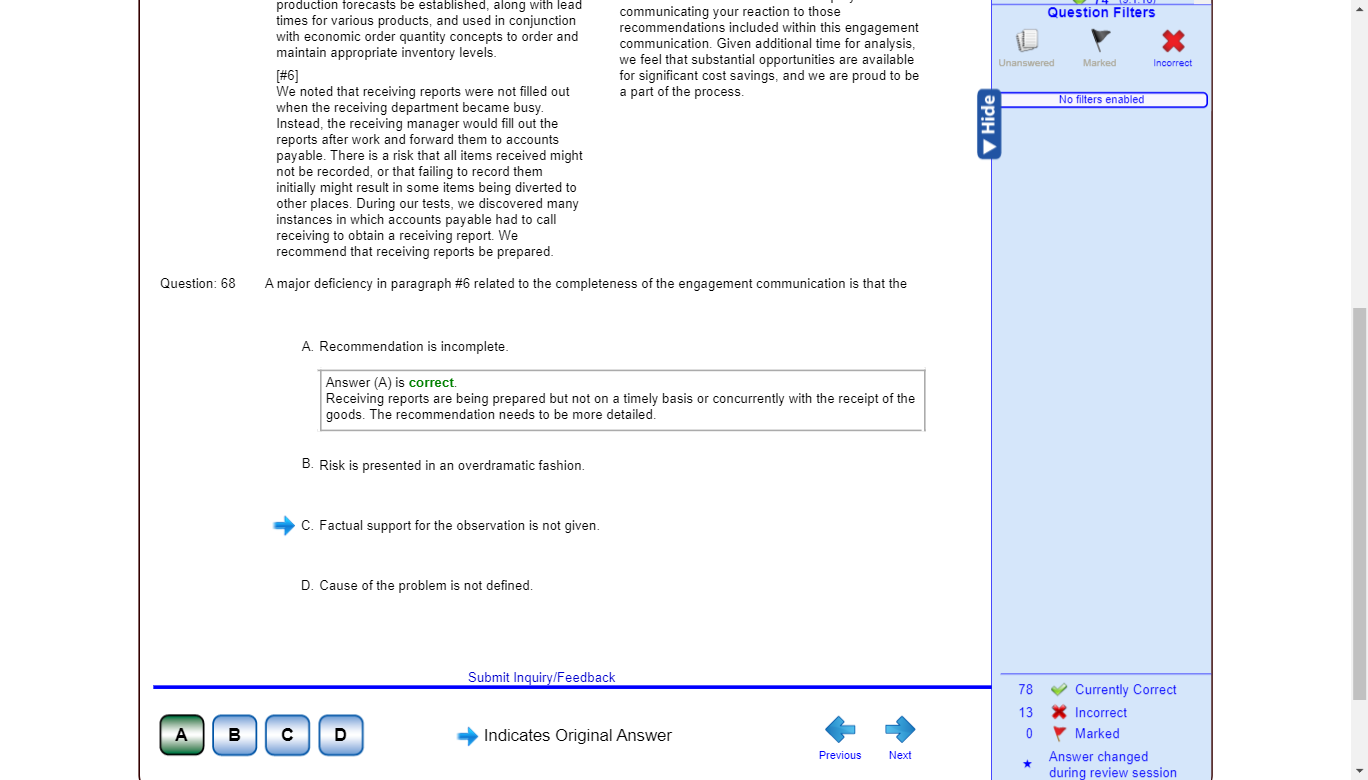 production forecasts be established, along with lead
times for various products, and used in conjunction
with economic order quantity concepts to order and
maintain appropriate inventory levels.
[#6]
We noted that receiving reports were not filled out
when the receiving department became busy.
Instead, the receiving manager would fill out the
reports after work and forward them to accounts
payable. There is a risk that all items received might
not be recorded, or that failing to record them
initially might result in some items being diverted to
other places. During our tests, we discovered many
instances in which accounts payable had to call
receiving to obtain a receiving report. We
recommend that receiving reports be prepared.
communicating your reaction to those
recommendations included within this engagement
communication. Given additional time for analysis,
we feel that substantial opportunities are available
for significant cost savings, and we are proud to be
a part of the process.
Question: 68 A major deficiency in paragraph #6 related to the completeness of the engagement communication is that the
A. Recommendation is incomplete.
Answer (A) is correct.
Receiving reports are being prepared but not on a timely basis or concurrently with the receipt of the
goods. The recommendation needs to be more detailed.
B. Risk is presented in an overdramatic fashion.
C. Factual support for the observation is not given.
D. Cause of the problem is not defined.
Submit Inquiry/Feedback
A B C D
Indicates Original Answer
Previous Next
Question Filters
Unanswered Marked Incorrect
No filters enabled
Hide
78 Currently Correct
13 Incorrect
0 Marked
Answer changed
during review session